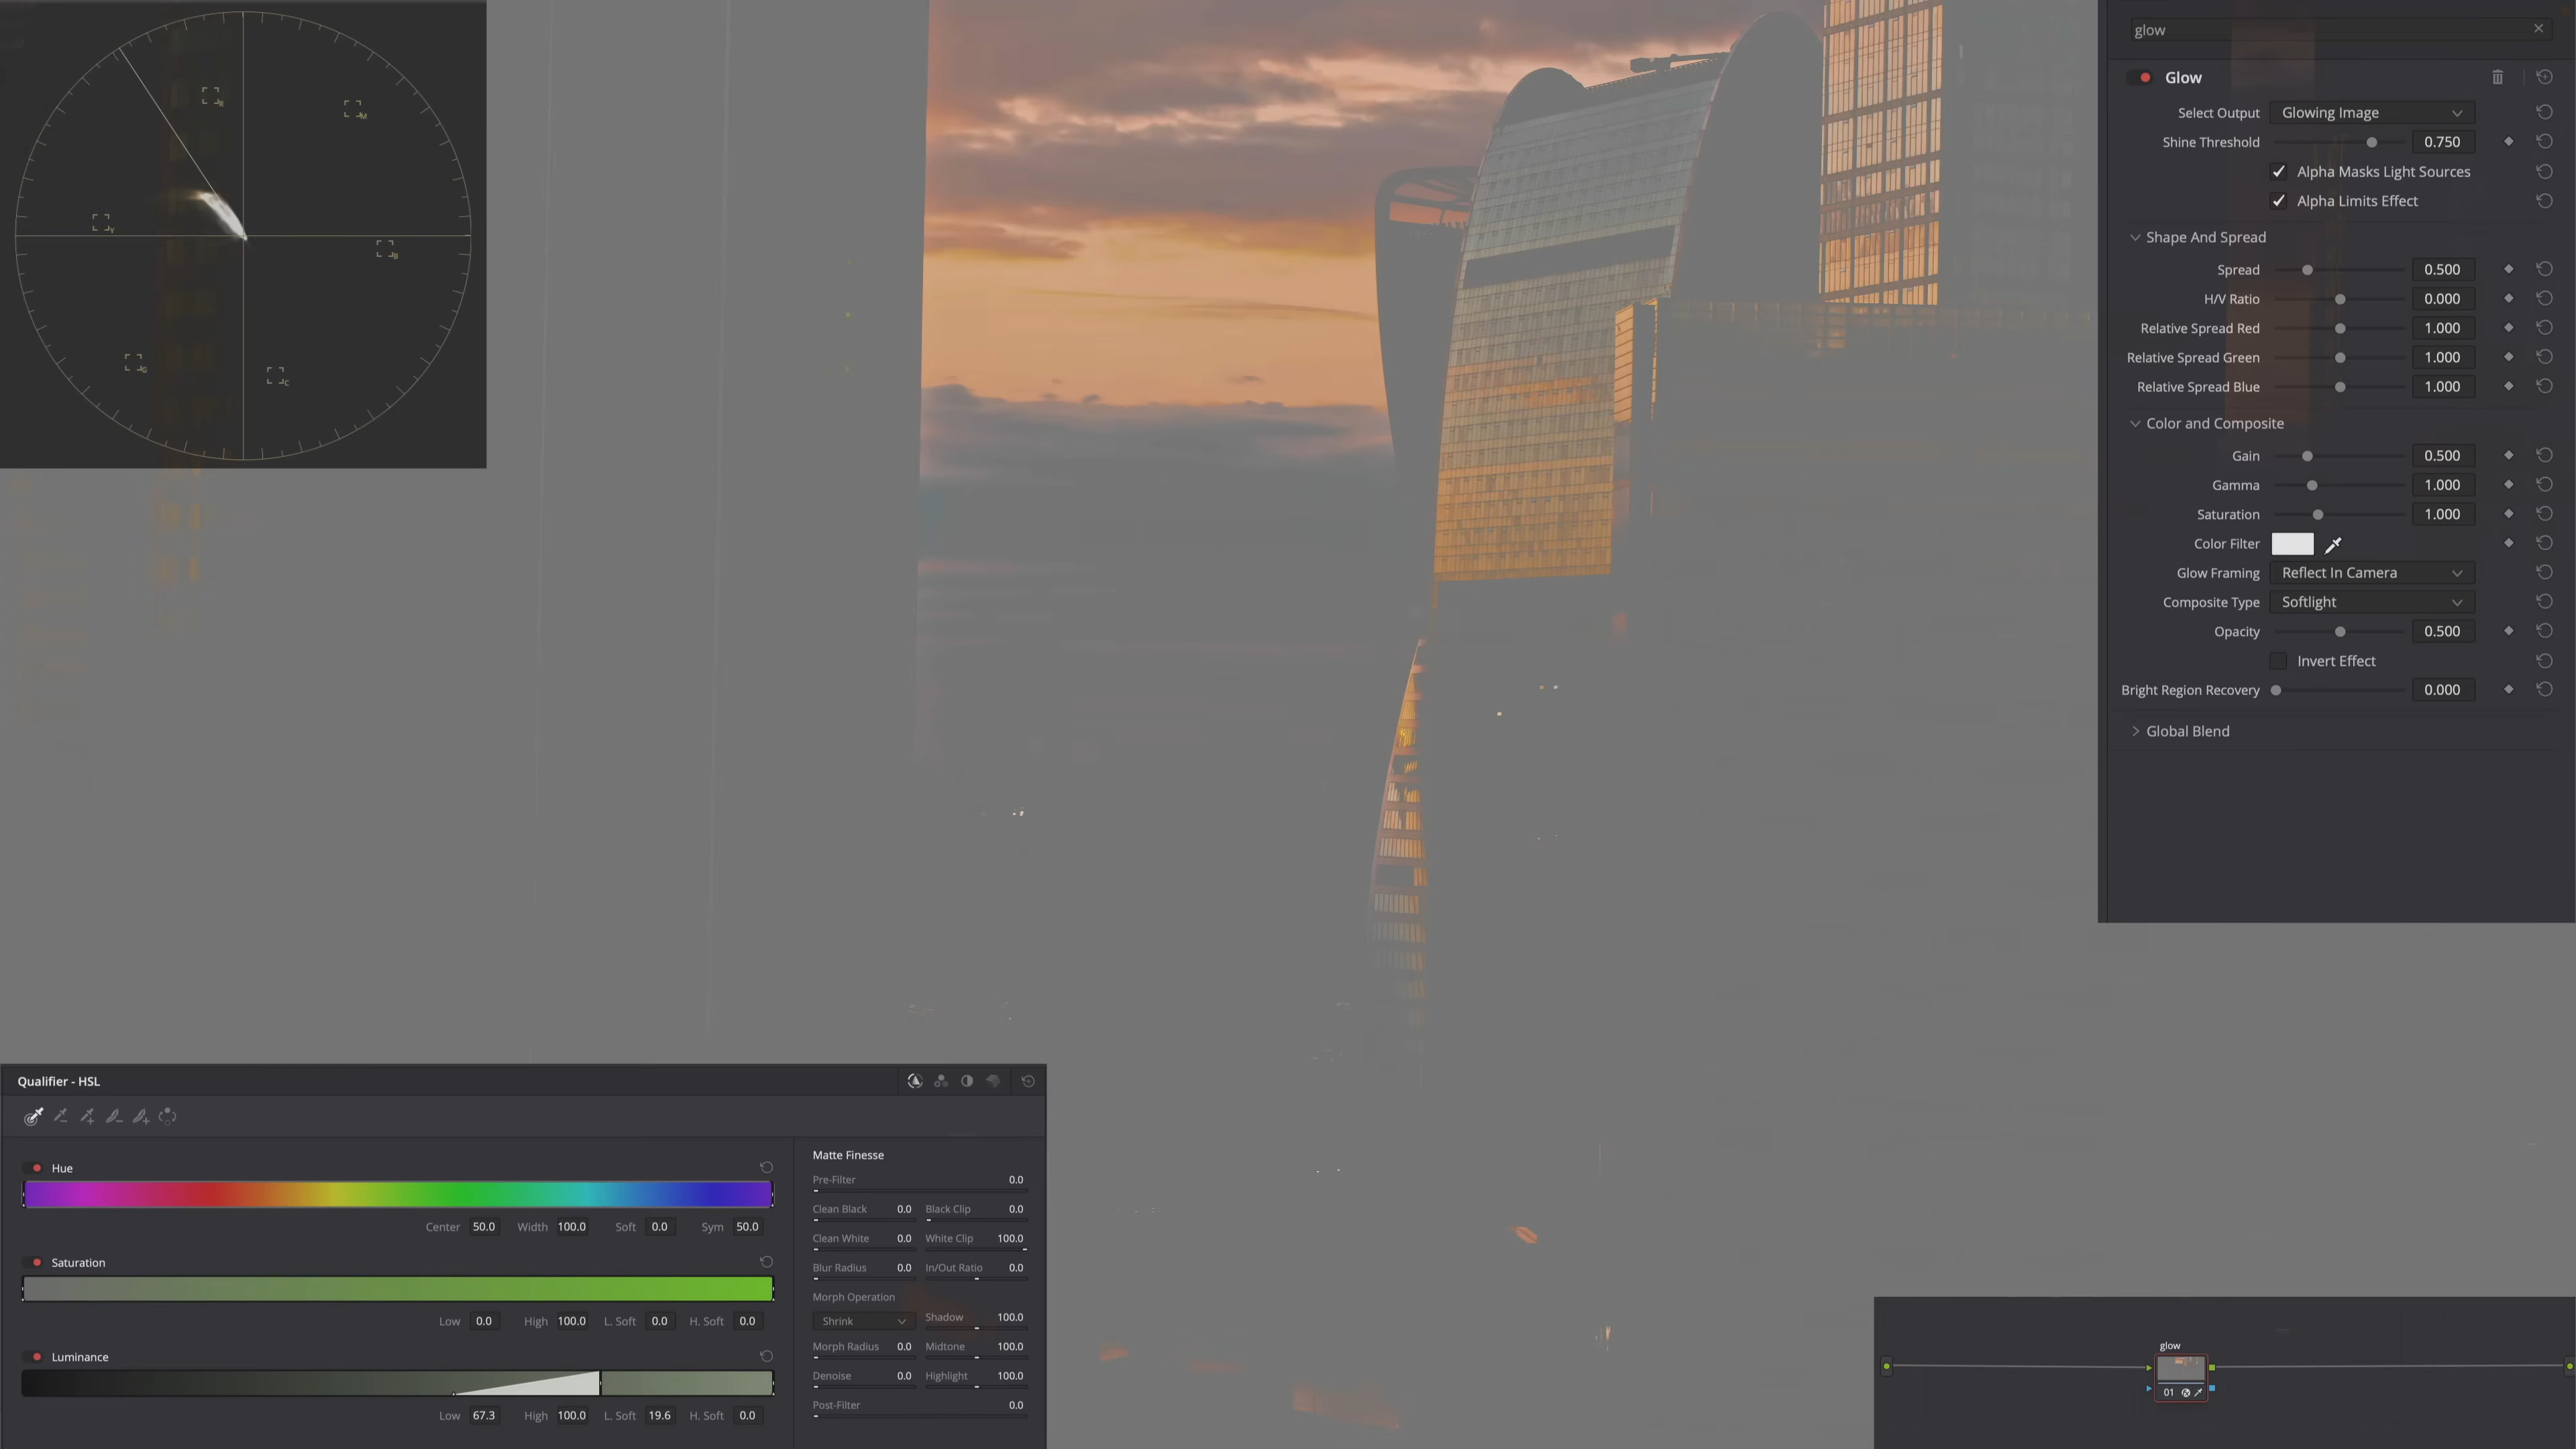 R
M
Y
B
G
C
glow
Glow
Select Output Glowing Image
Shine Threshold 0.750
Alpha Masks Light Sources
Alpha Limits Effect
Shape And Spread
Spread 0.500
H/V Ratio 0.000
Relative Spread Red 1.000
Relative Spread Green 1.000
Relative Spread Blue 1.000
Color and Composite
Gain 0.500
Gamma 1.000
Saturation 1.000
Color Filter
Glow Framing Reflect In Camera
Composite Type Softlight
Opacity 0.500
Invert Effect
Bright Region Recovery 0.000
Global Blend
Qualifier - HSL
Hue
Center 50.0 Width 100.0 Soft 0.0 Sym 50.0
Saturation
Low 0.0 High 100.0 L. Soft 0.0 H. Soft 0.0
Luminance
Low 67.3 High 100.0 L. Soft 19.6 H. Soft 0.0
Matte Finesse
Pre-Filter 0.0
Clean Black 0.0 Black Clip 0.0
Clean White 0.0 White Clip 100.0
Blur Radius 0.0 In/Out Ratio 0.0
Morph Operation
Shrink Shadow 100.0
Morph Radius 0.0 Midtone 100.0
Denoise 0.0 Highlight 100.0
Post-Filter 0.0
glow
01